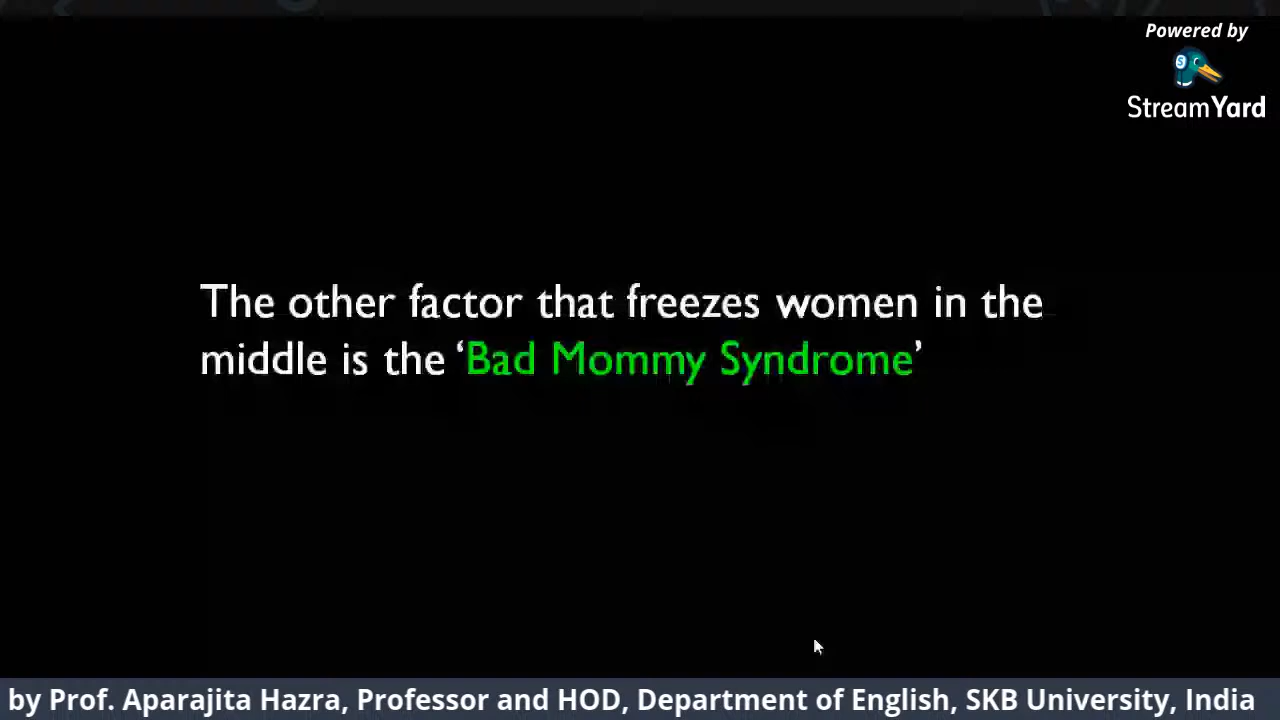 Powered by
StreamYard
The other factor that freezes women in the
middle is the ‘Bad Mommy Syndrome’
by Prof. Aparajita Hazra, Professor and HOD, Department of English, SKB University, India